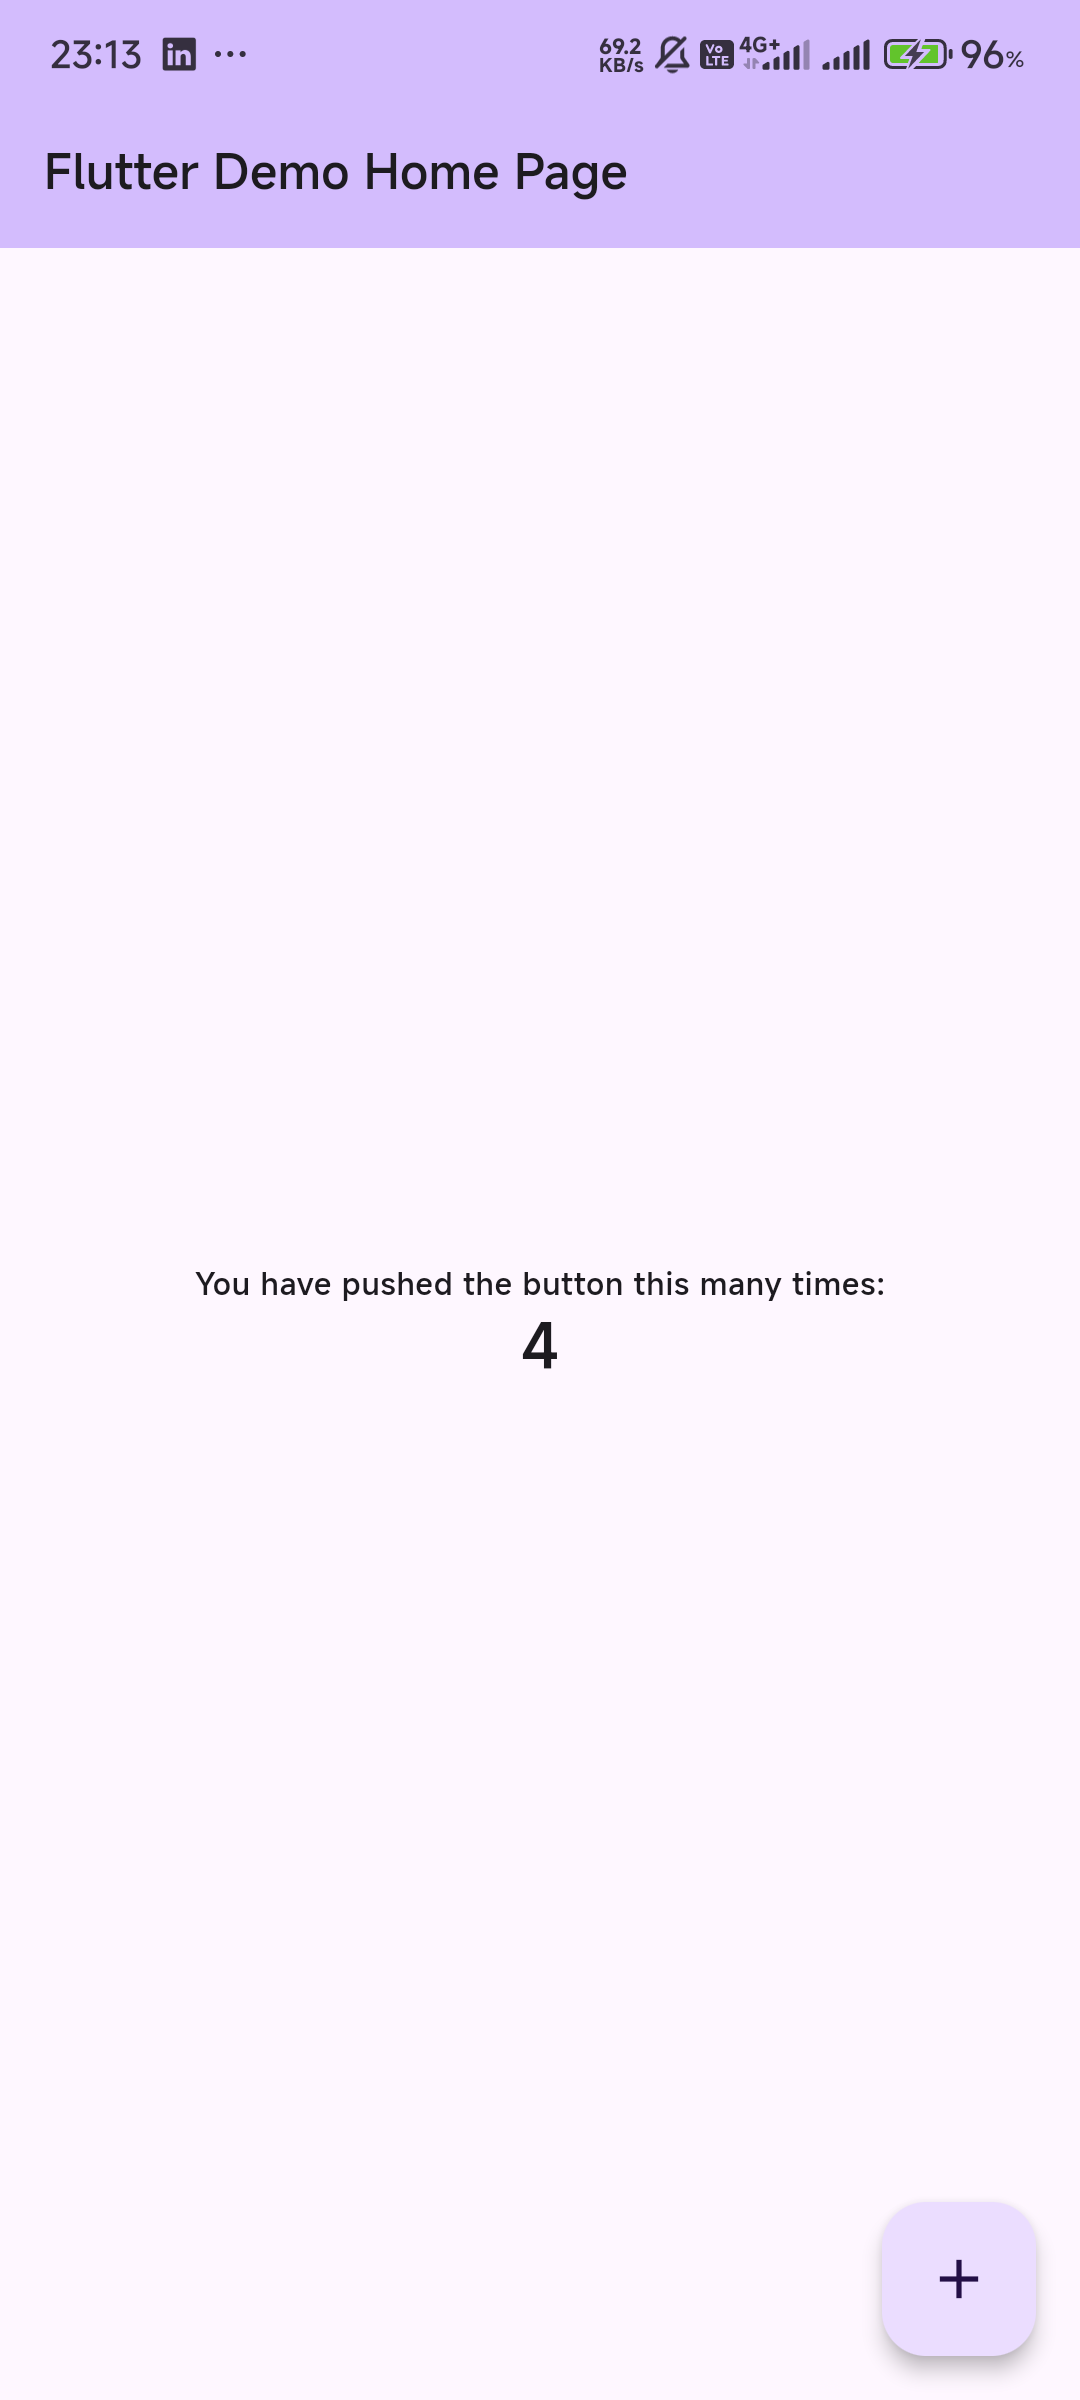 23:13 in ... 69.2 KB/s Vo LTE 4G+ 96%
Flutter Demo Home Page
You have pushed the button this many times:
4